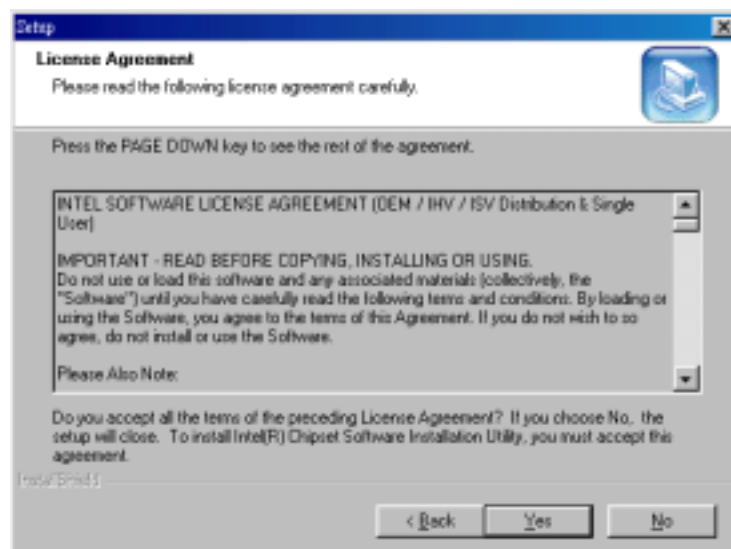 Setup
License Agreement
Please read the following license agreement carefully.
Press the PAGE DOWN key to see the rest of the agreement.
INTEL SOFTWARE LICENSE AGREEMENT (OEM / IHV / ISV Distribution & Single
User)
IMPORTANT - READ BEFORE COPYING, INSTALLING OR USING.
Do not use or load this software and any associated materials (collectively, the
"Software") until you have carefully read the following terms and conditions. By loading or
using the Software, you agree to the terms of this Agreement. If you do not wish to so
agree, do not install or use the Software.
Please Also Note:
Do you accept all the terms of the preceding License Agreement? If you choose No, the
setup will close. To install Intel(R) Chipset Software Installation Utility, you must accept this
agreement.
InstallShield
< Back
Yes
No